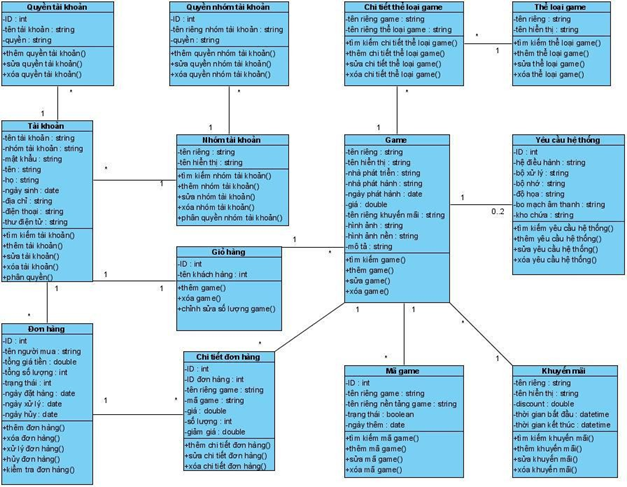 Quyền tài khoản
-ID : int
-tên tài khoản : string
-quyền : string
+thêm quyền tài khoản()
+sửa quyền tài khoản()
+xóa quyền tài khoản()
Quyền nhóm tài khoản
-ID : int
-tên riêng nhóm tài khoản : string
-quyền : string
+thêm quyền nhóm tài khoản()
+sửa quyền nhóm tài khoản()
+xóa quyền nhóm tài khoản()
Chi tiết thể loại game
-tên riêng game : string
-tên riêng thể loại game : string
+tìm kiếm chi tiết thể loại game()
+thêm chi tiết thể loại game()
+sửa chi tiết thể loại game()
+xóa chi tiết thể loại game()
Thể loại game
-tên riêng : string
-tên hiển thị : string
+tìm kiếm thể loại game()
+thêm thể loại game()
+sửa thể loại game()
+xóa thể loại game()
*
1
*
1
*
1
*
1
Tài khoản
-tên tài khoản : string
-nhóm tài khoản : string
-mật khẩu : string
-tên : string
-họ : string
-ngày sinh : date
-địa chỉ : string
-điện thoại : string
-thư điện tử : string
+tìm kiếm tài khoản()
+thêm tài khoản()
+sửa tài khoản()
+xóa tài khoản()
+phân quyền()
*
1
Nhóm tài khoản
-tên riêng : string
-tên hiển thị : string
+tìm kiếm nhóm tài khoản()
+thêm nhóm tài khoản()
+sửa nhóm tài khoản()
+xóa nhóm tài khoản()
+phân quyền nhóm tài khoản()
Game
-tên riêng : string
-tên hiển thị : string
-nhà phát triển : string
-nhà phát hành : string
-ngày phát hành : date
-giá : double
-tên riêng khuyến mãi : string
-hình ảnh : string
-hình ảnh nền : string
-mô tả : string
+tìm kiếm game()
+thêm game()
+sửa game()
+xóa game()
1
0..2
Yêu cầu hệ thống
-ID : int
-hệ điều hành : string
-bộ xử lý : string
-bộ nhớ : string
-độ họa : string
-bo mạch âm thanh : string
-kho chứa : string
+tìm kiếm yêu cầu hệ thống()
+thêm yêu cầu hệ thống()
+sửa yêu cầu hệ thống()
+xóa yêu cầu hệ thống()
Giỏ hàng
-ID : int
-tên khách hàng : int
+thêm game()
+xóa game()
+chỉnh sửa số lượng game()
1
*
1
1
1
*
Đơn hàng
-ID : int
-tên người mua : string
-tổng giá tiền : double
-tổng số lượng : int
-trạng thái : int
-ngày đặt hàng : date
-ngày xử lý : date
-ngày hủy : date
+thêm đơn hàng()
+xóa đơn hàng()
+xử lý đơn hàng()
+hủy đơn hàng()
+kiểm tra đơn hàng()
1
*
Chi tiết đơn hàng
-ID : int
-ID đơn hàng : int
-tên riêng game : string
-mã game : string
-giá : double
-số lượng : int
-giảm giá : double
+thêm chi tiết đơn hàng()
+sửa chi tiết đơn hàng()
+xóa chi tiết đơn hàng()
1
*
1
*
Mã game
-ID : int
-tên riêng game : string
-tên riêng nền tảng game : string
-trạng thái : boolean
-ngày thêm : date
+tìm kiếm mã game()
+thêm mã game()
+sửa mã game()
+xóa mã game()
*
1
Khuyến mãi
-tên riêng : string
-tên hiển thị : string
-discount : double
-thời gian bắt đầu : datetime
-thời gian kết thúc : datetime
+tìm kiếm khuyến mãi()
+thêm khuyến mãi()
+sửa khuyến mãi()
+xóa khuyến mãi()